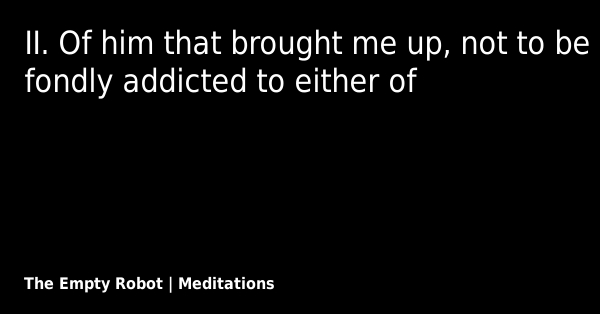 II. Of him that brought me up, not to be
fondly addicted to either of
The Empty Robot | Meditations